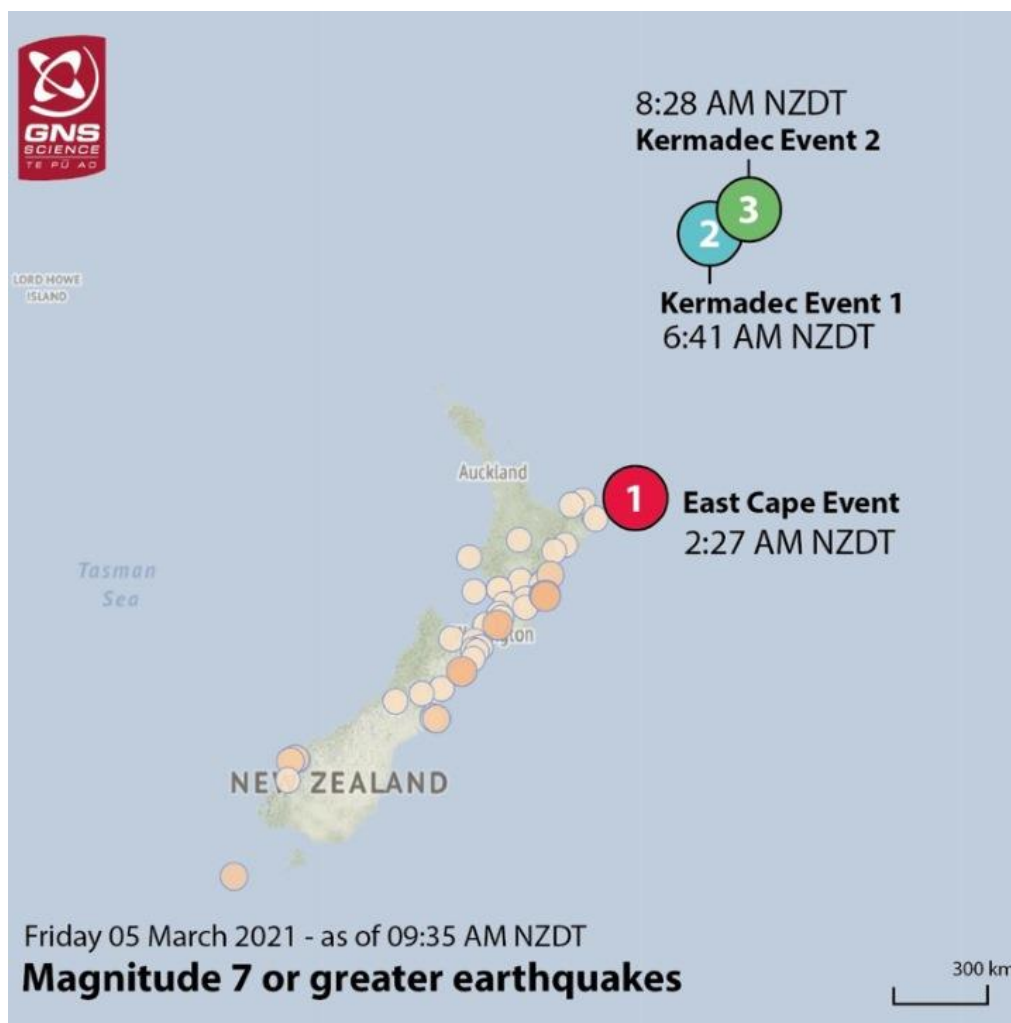 GNS
SCIENCE
TE PŪ AO
8:28 AM NZDT
Kermadec Event 2
3
2
Kermadec Event 1
6:41 AM NZDT
LORD HOWE
ISLAND
Auckland
1
East Cape Event
2:27 AM NZDT
Tasman
Sea
NEW ZEALAND
Friday 05 March 2021 - as of 09:35 AM NZDT
Magnitude 7 or greater earthquakes
300 km